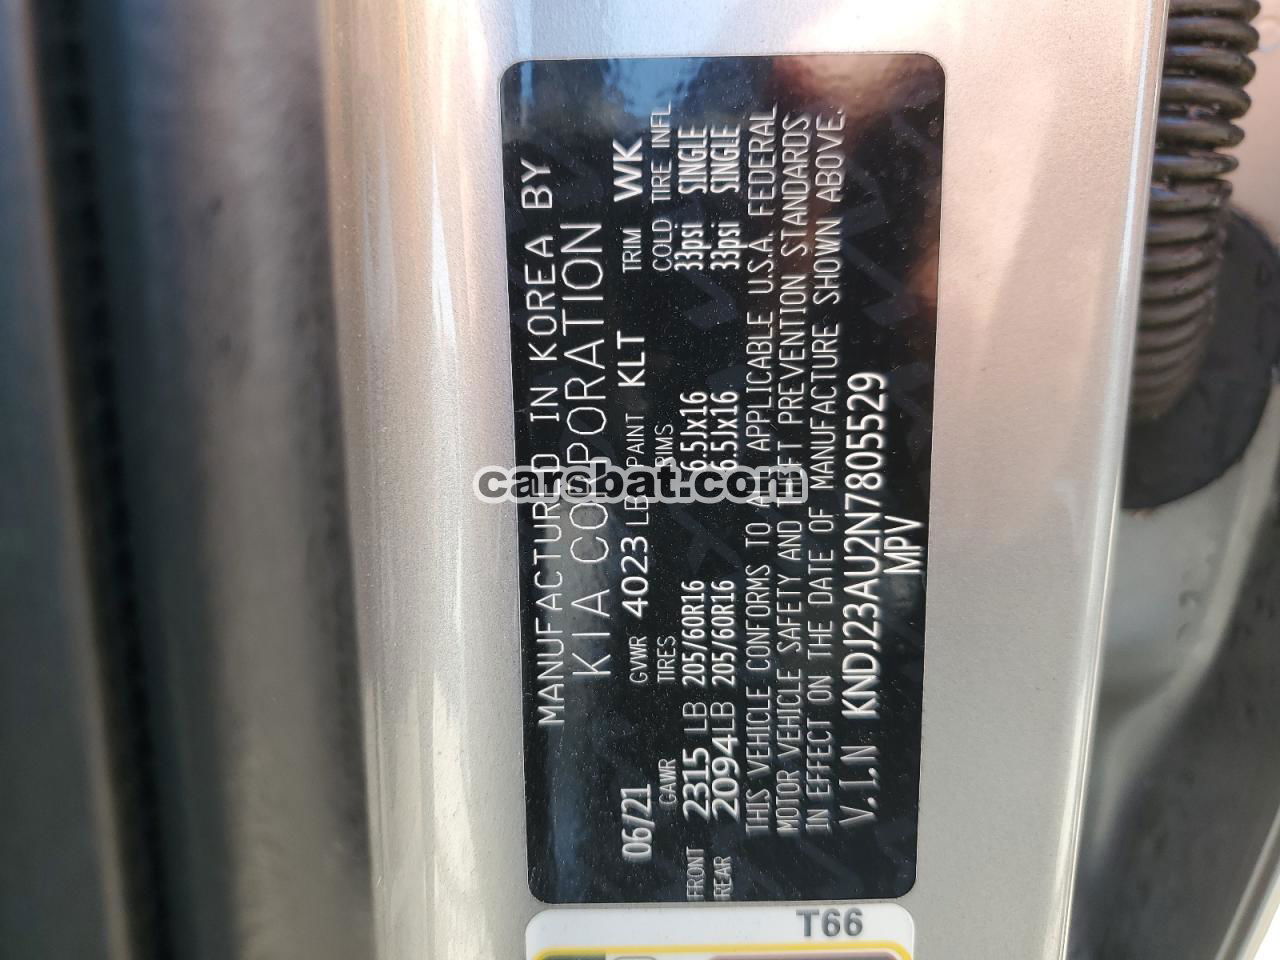 MANUFACTURED IN KOREA BY
KIA CORPORATION
06/21 GVWR 4023 LB PAINT KLT TRIM WK
GAWR TIRES RIMS COLD TIRE INFL
FRONT 2315 LB 205/60R16 6.5Jx16 33psi SINGLE
REAR 2094LB 205/60R16 6.5Jx16 33psi SINGLE
THIS VEHICLE CONFORMS TO ALL APPLICABLE U.S.A. FEDERAL
MOTOR VEHICLE SAFETY AND THEFT PREVENTION STANDARDS
IN EFFECT ON THE DATE OF MANUFACTURE SHOWN ABOVE.
V.I.N KNDJ23AU2N7805529
MPV
T66
carsbat.com